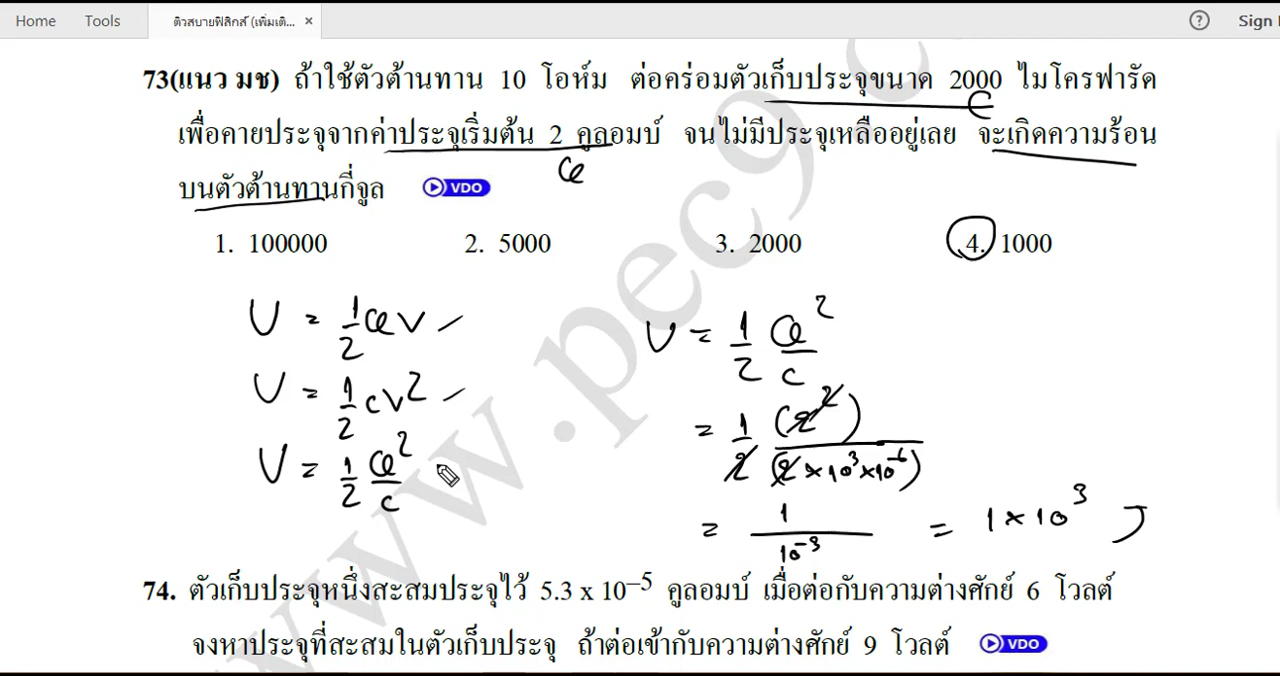 Home Tools ติวสบายฟิสิกส์ (เพิ่มเติ... × ? Sign
73(แนว มช) ถ้าใช้ตัวต้านทาน 10 โอห์ม ต่อคร่อมตัวเก็บประจุขนาด 2000 ไมโครฟารัด
C
เพื่อคายประจุจากค่าประจุเริ่มต้น 2 คูลอมบ์ จนไม่มีประจุเหลืออยู่เลย จะเกิดความร้อน
Q
บนตัวต้านทานกี่จูล VDO
1. 100000 2. 5000 3. 2000 4. 1000
U = 1/2 QV
U = 1/2 CV²
U = 1/2 Q²/C
U = 1/2 Q²/C
= 1/2 (2²)/(2 × 10³ × 10⁻⁶)
= 1/10⁻³ = 1 × 10³ J
74. ตัวเก็บประจุหนึ่งสะสมประจุไว้ 5.3 x 10⁻⁵ คูลอมบ์ เมื่อต่อกับความต่างศักย์ 6 โวลต์
จงหาประจุที่สะสมในตัวเก็บประจุ ถ้าต่อเข้ากับความต่างศักย์ 9 โวลต์ VDO
www.pec9.c